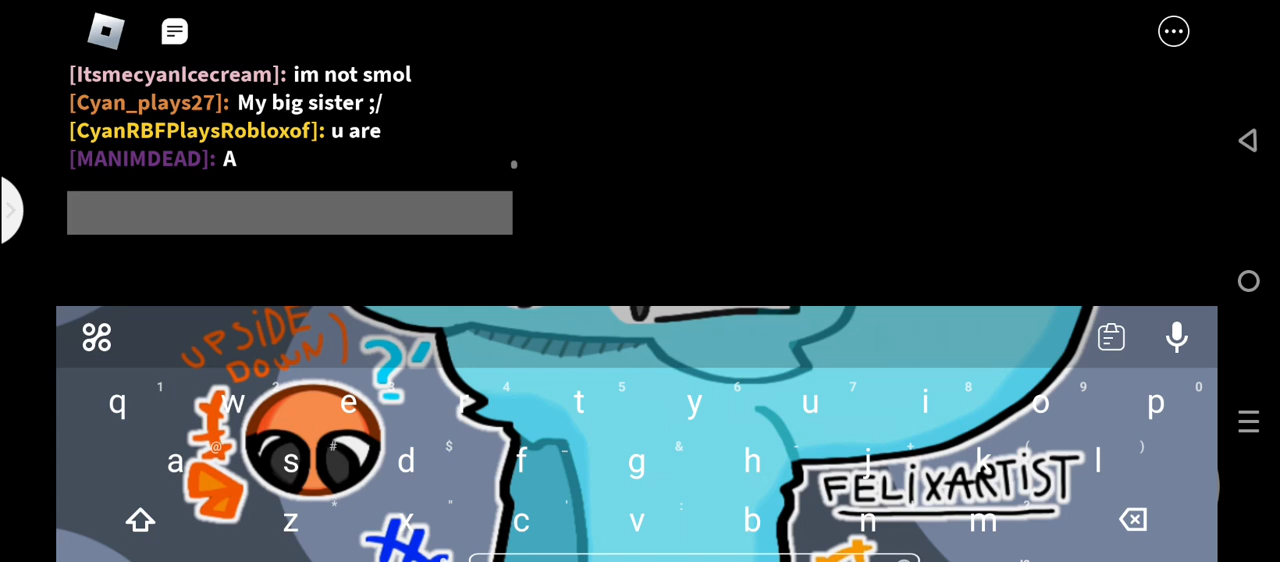 [ItsmecyanIcecream]: im not smol
[Cyan_plays27]: My big sister ;/
[CyanRBFPlaysRobloxof]: u are
[MANIMDEAD]: A
UPSIDE
DOWN)
?'
1 2 3 4 5 6 7 8 9 0
q w e r t y u i o p
@ # $ _ & - + ( )
a s d f g h j k l
FELiXARTiST
* " ' : ?
z x c v b n m